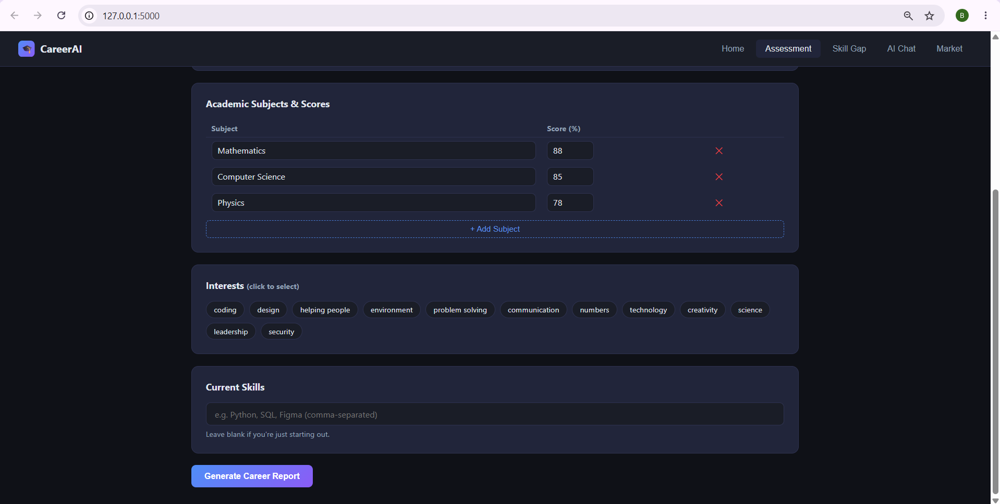 127.0.0.1:5000
B
CareerAI
Home Assessment Skill Gap AI Chat Market
Academic Subjects & Scores
Subject Score (%)
Mathematics 88
Computer Science 85
Physics 78
+ Add Subject
Interests (click to select)
coding design helping people environment problem solving communication numbers technology creativity science
leadership security
Current Skills
e.g. Python, SQL, Figma (comma-separated)
Leave blank if you're just starting out.
Generate Career Report